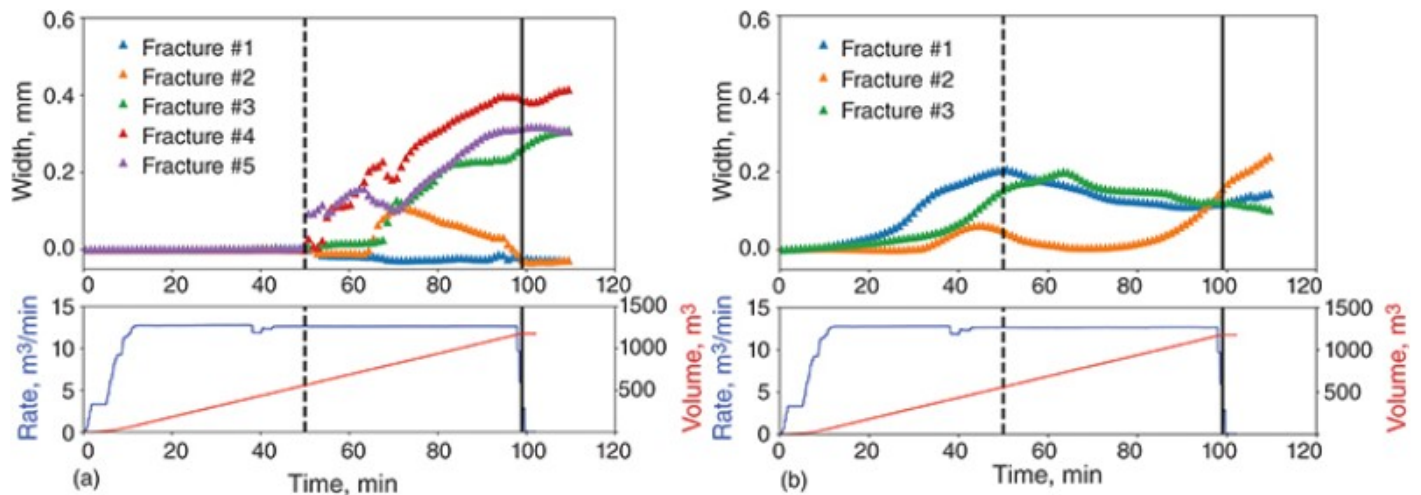 0.6
0.4
0.2
0.0
Width, mm
Fracture #1
Fracture #2
Fracture #3
Fracture #4
Fracture #5
0 20 40 60 80 100 120
15
10
5
0
Rate, m³/min
1500
1000
500
Volume, m³
0 20 40 60 80 100 120
(a)
Time, min
0.6
0.4
0.2
0.0
Width, mm
Fracture #1
Fracture #2
Fracture #3
0 20 40 60 80 100 120
15
10
5
0
Rate, m³/min
1500
1000
500
Volume, m³
0 20 40 60 80 100 120
(b)
Time, min